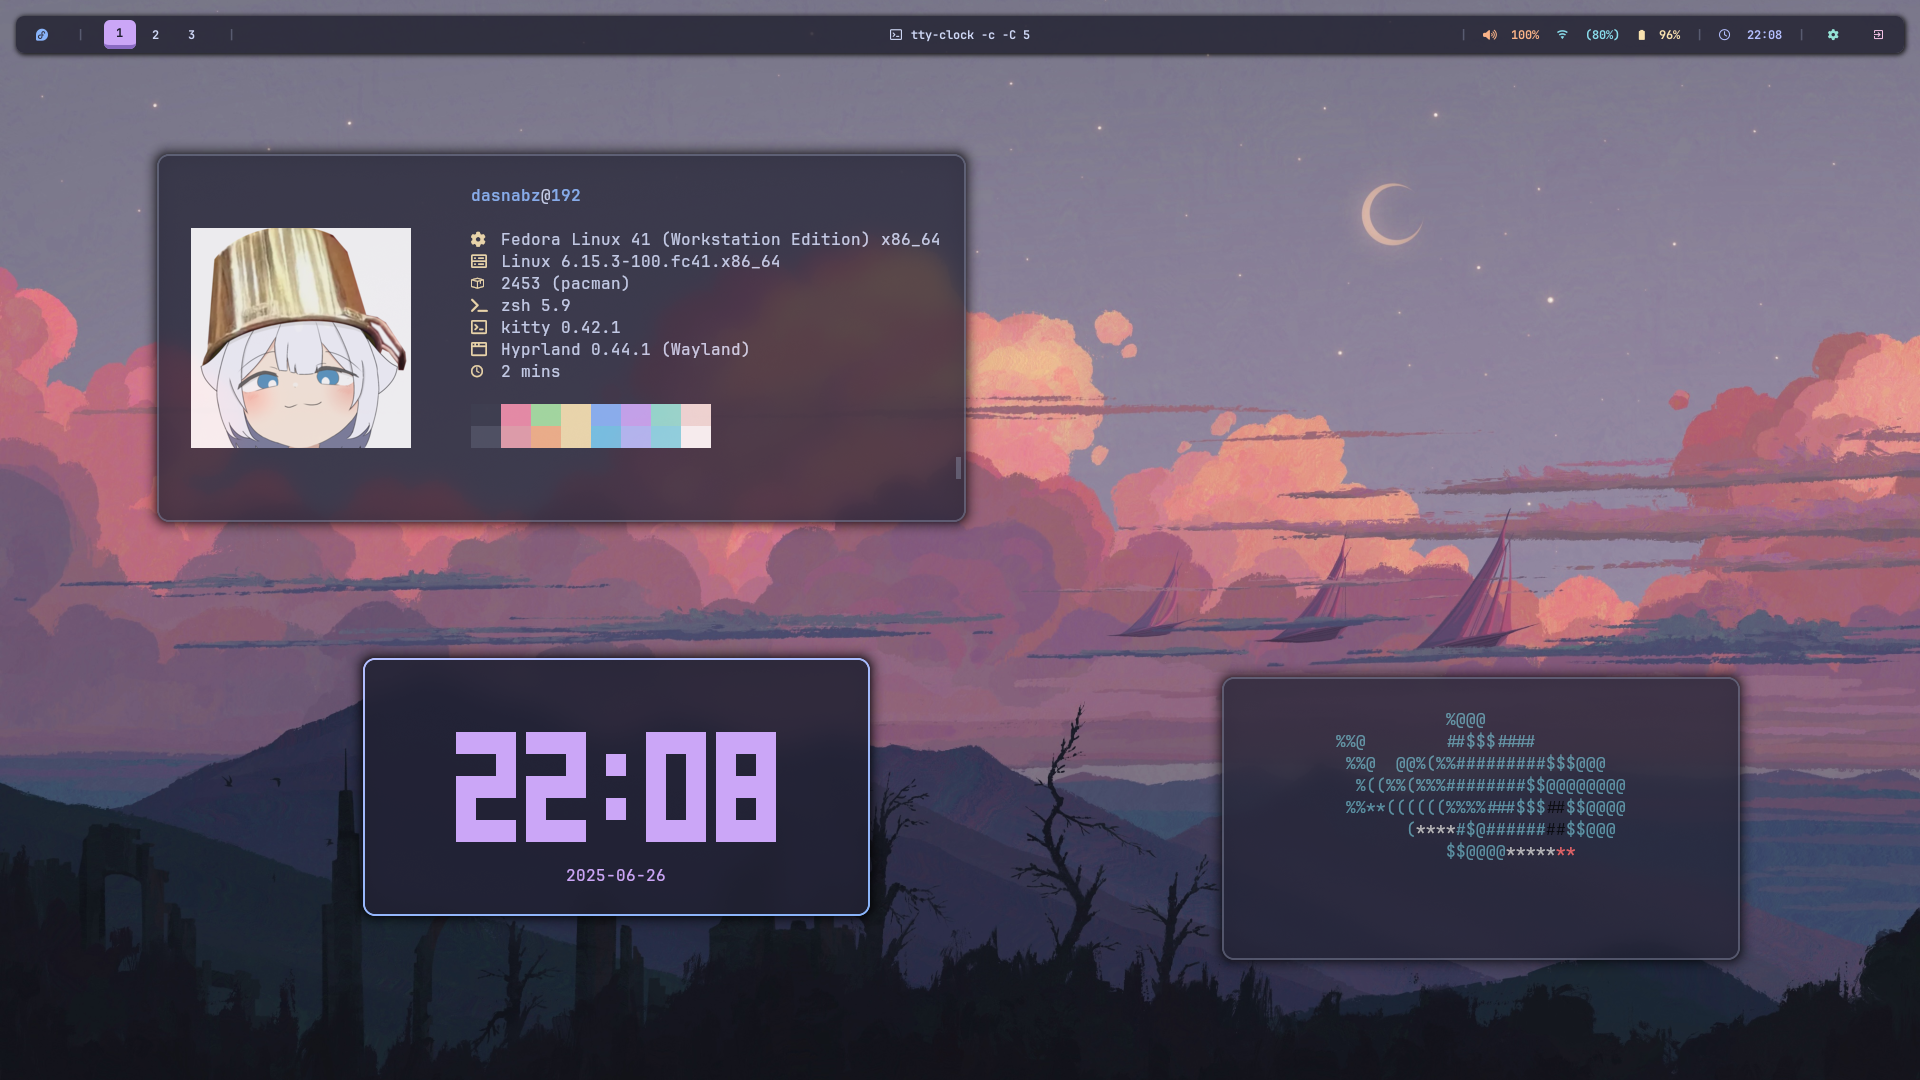 1 2 3 tty-clock -c -C 5 100% (80%) 96% 22:08
dasnabz@192
Fedora Linux 41 (Workstation Edition) x86_64
Linux 6.15.3-100.fc41.x86_64
2453 (pacman)
zsh 5.9
kitty 0.42.1
Hyprland 0.44.1 (Wayland)
2 mins
22:08
2025-06-26
%@@@
%%@ ##$$$####
%%@ @@%(%%#########$$$@@@
%((%%(%%%########$$@@@@@@@@
%%**((((((%%%%###$$$##$$@@@@
(****#$@########$$@@@
$$@@@@*******